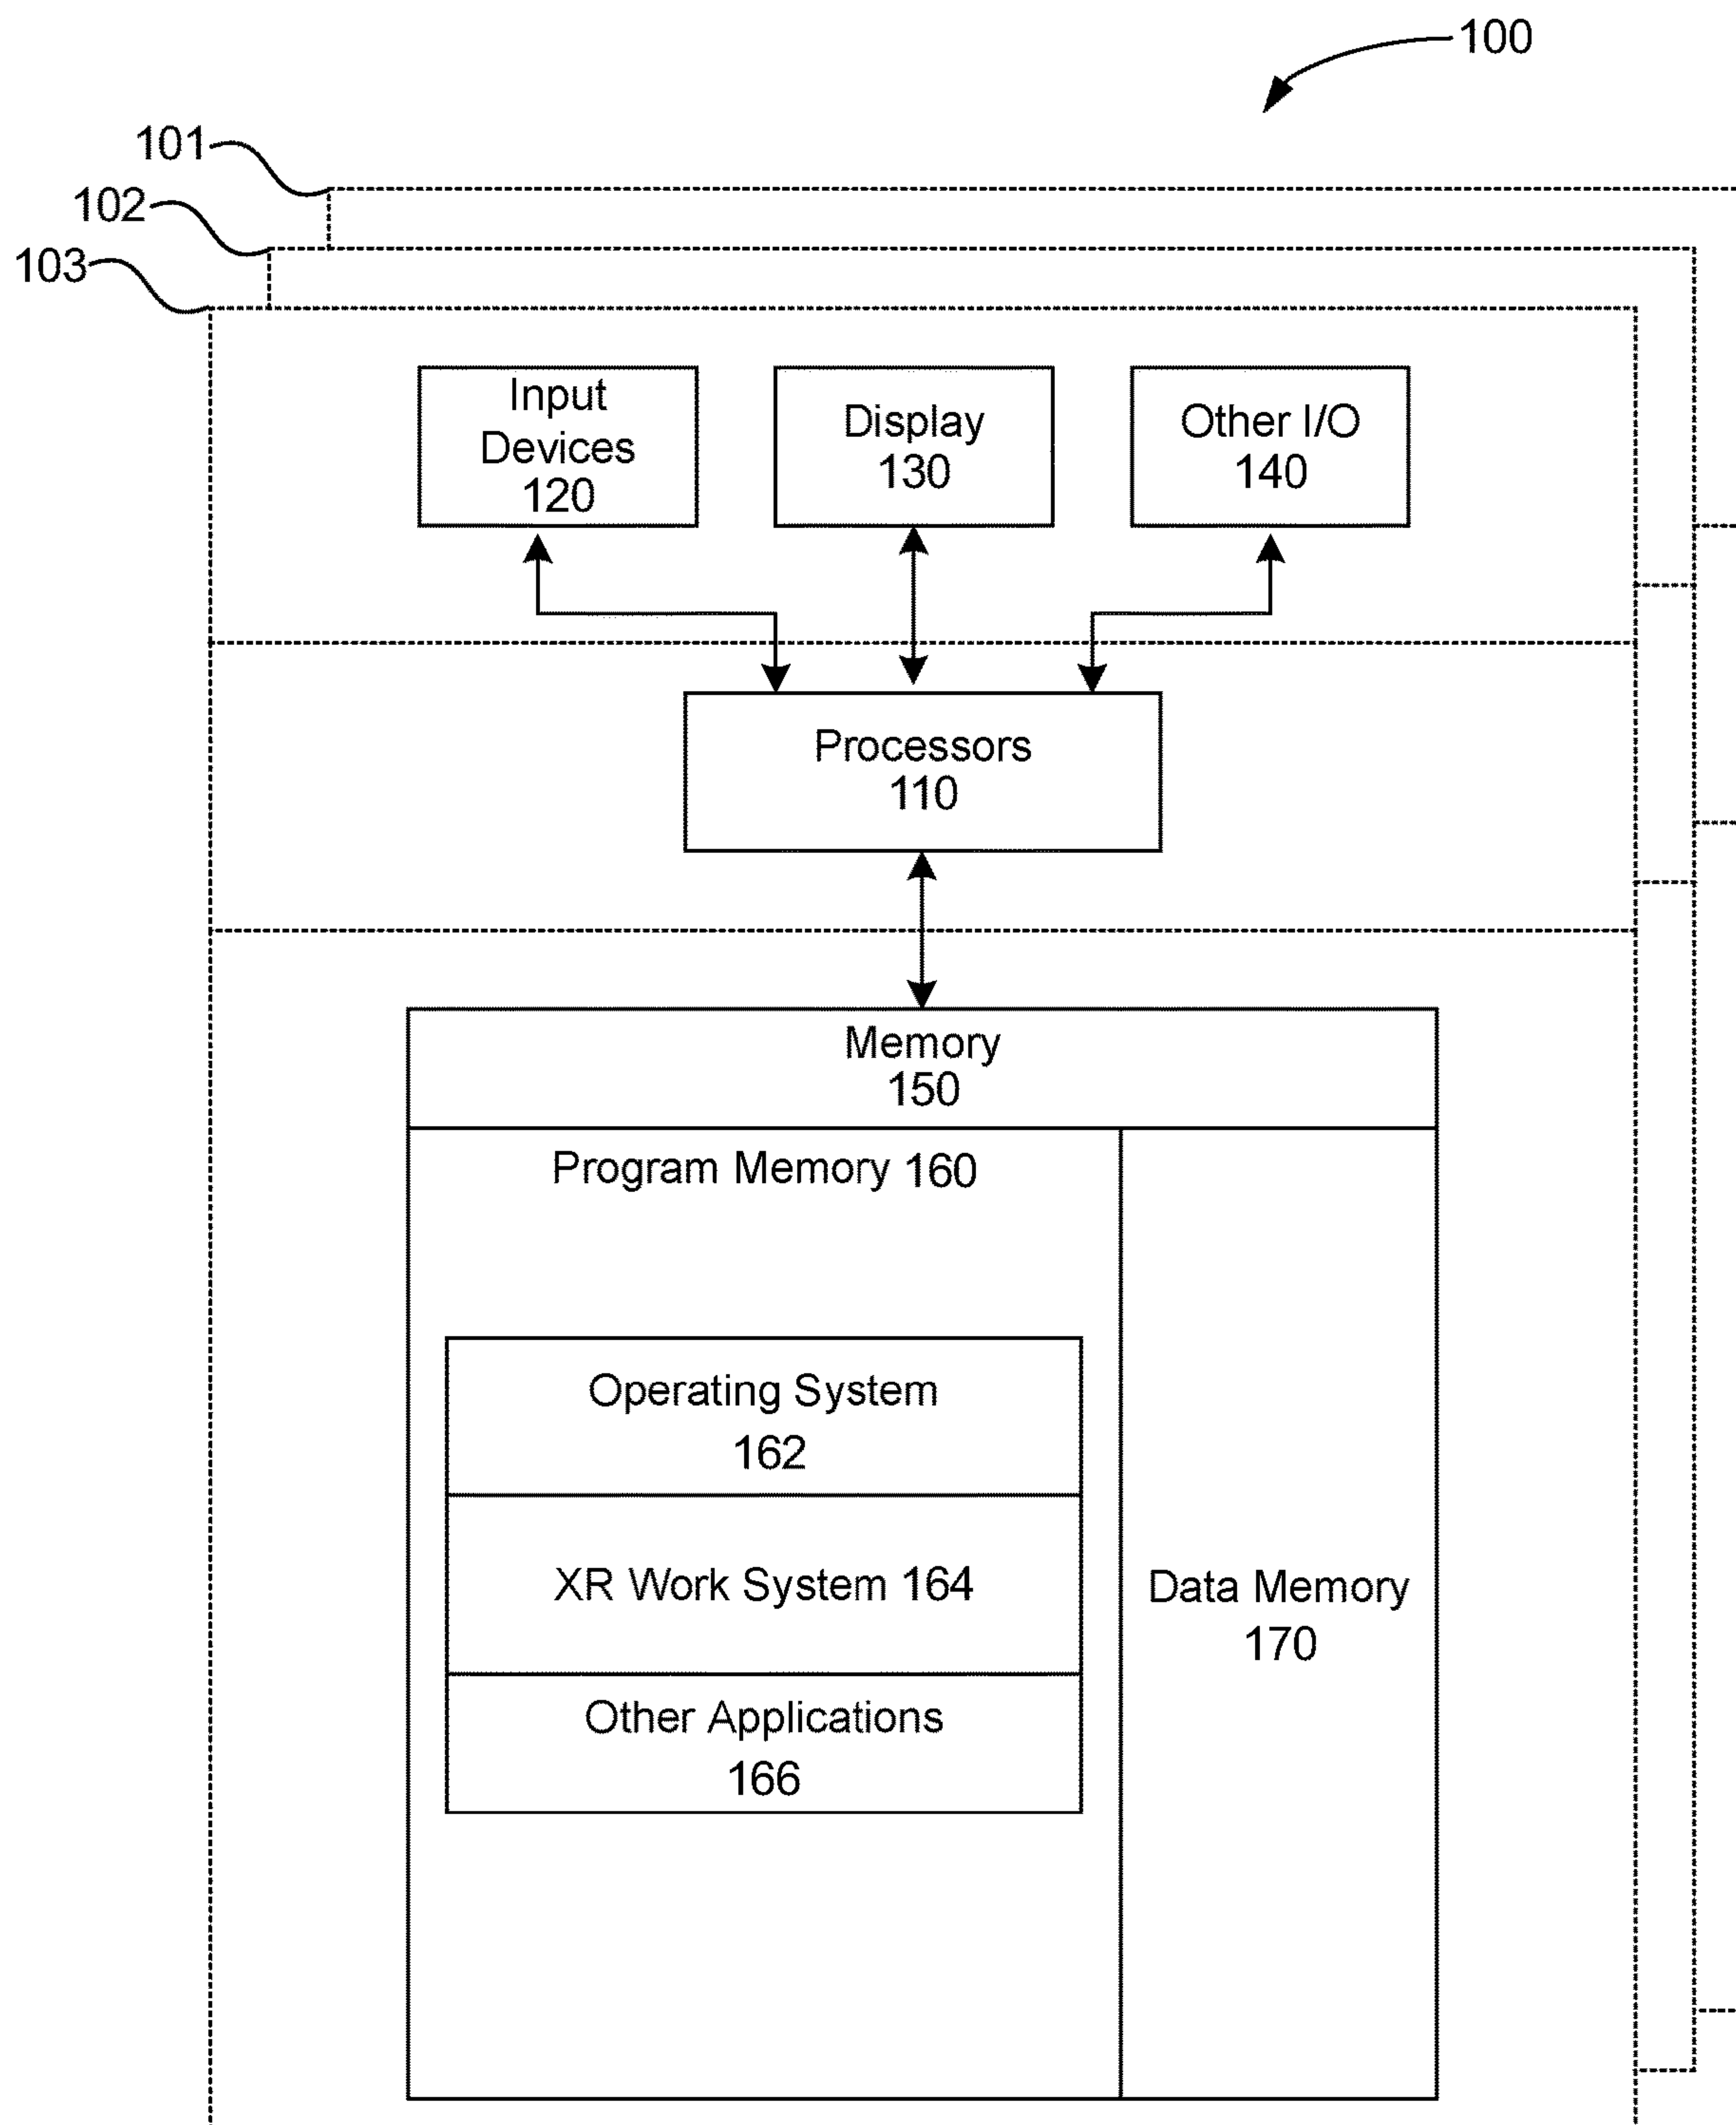 100
101
102
103
Input
Devices
120
Display
130
Other I/O
140
Processors
110
Memory
150
Program Memory 160
Operating System
162
XR Work System 164
Other Applications
166
Data Memory
170